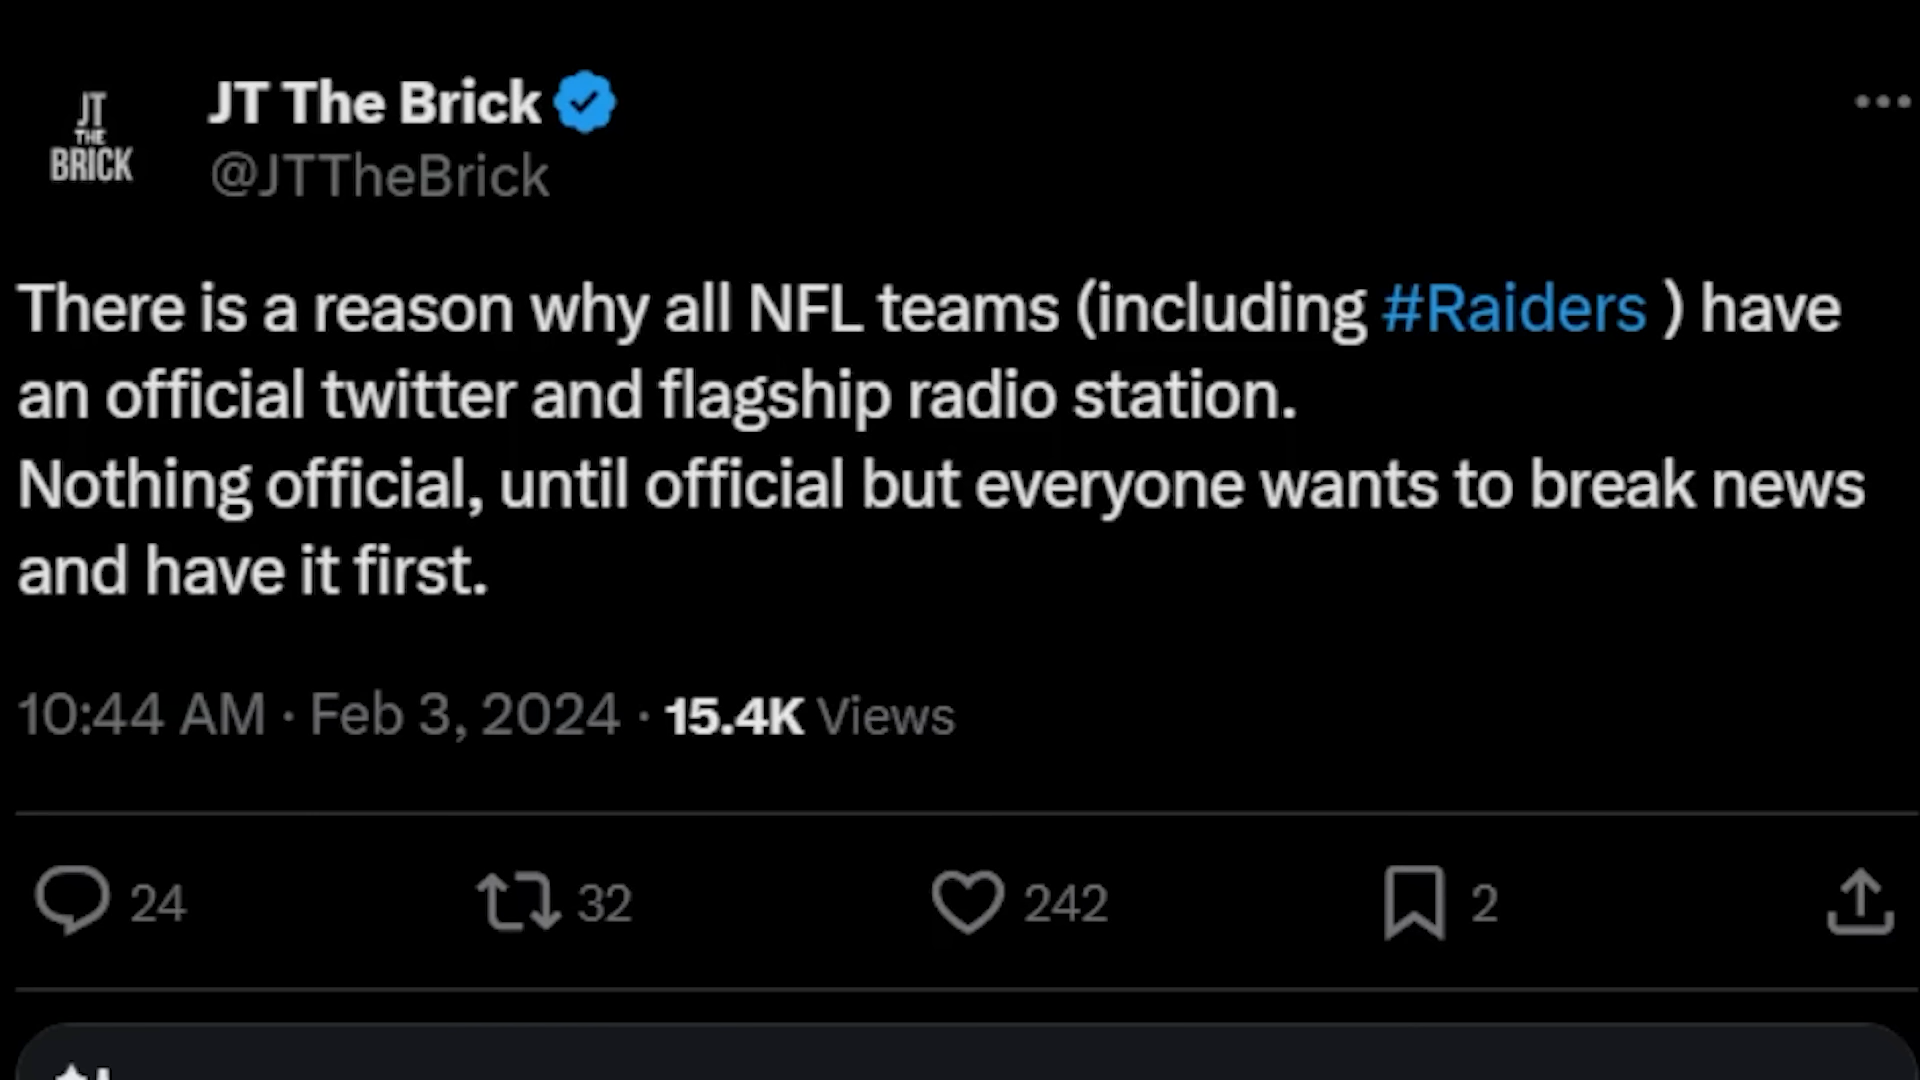 JT
THE
BRICK
JT The Brick
@JTTheBrick
There is a reason why all NFL teams (including #Raiders ) have
an official twitter and flagship radio station.
Nothing official, until official but everyone wants to break news
and have it first.
10:44 AM · Feb 3, 2024 · 15.4K Views
24 32 242 2